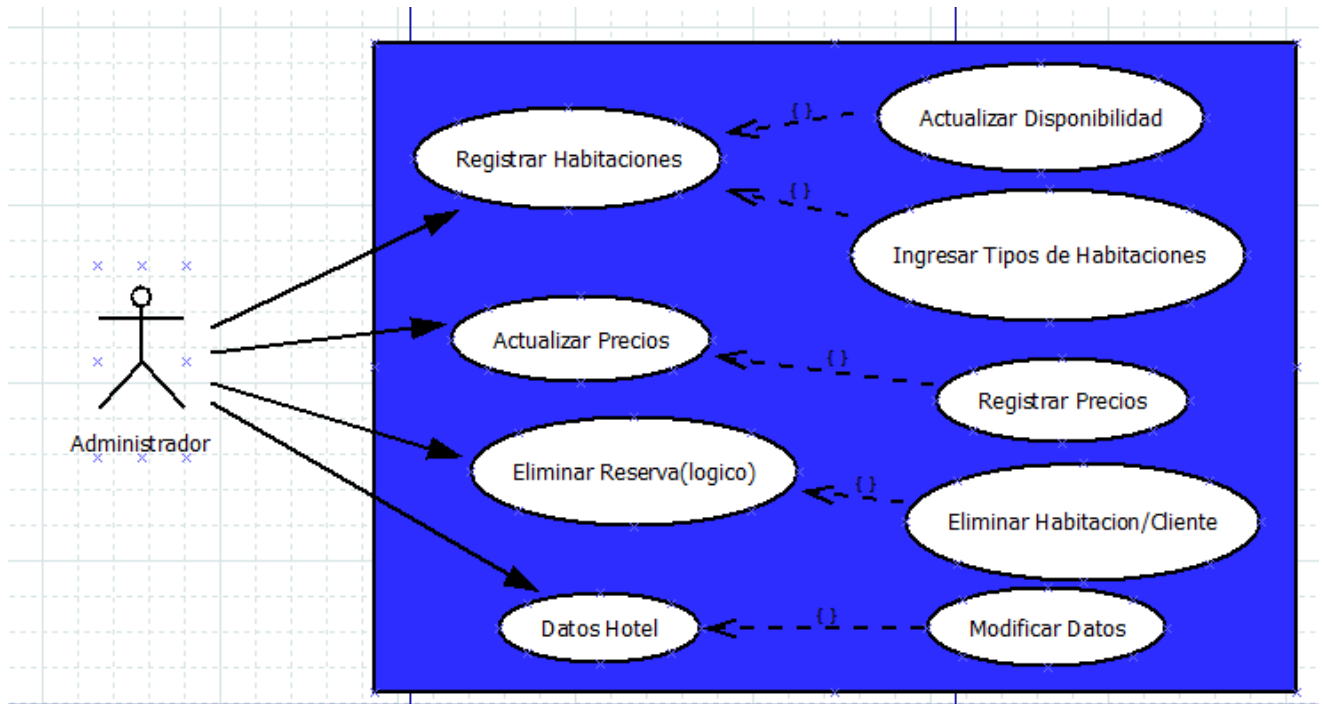 Actualizar Disponibilidad
{ }
Registrar Habitaciones
{ }
Ingresar Tipos de Habitaciones
Actualizar Precios
{ }
Registrar Precios
Administrador
Eliminar Reserva(logico)
{ }
Eliminar Habitacion/Cliente
{ }
Datos Hotel
Modificar Datos